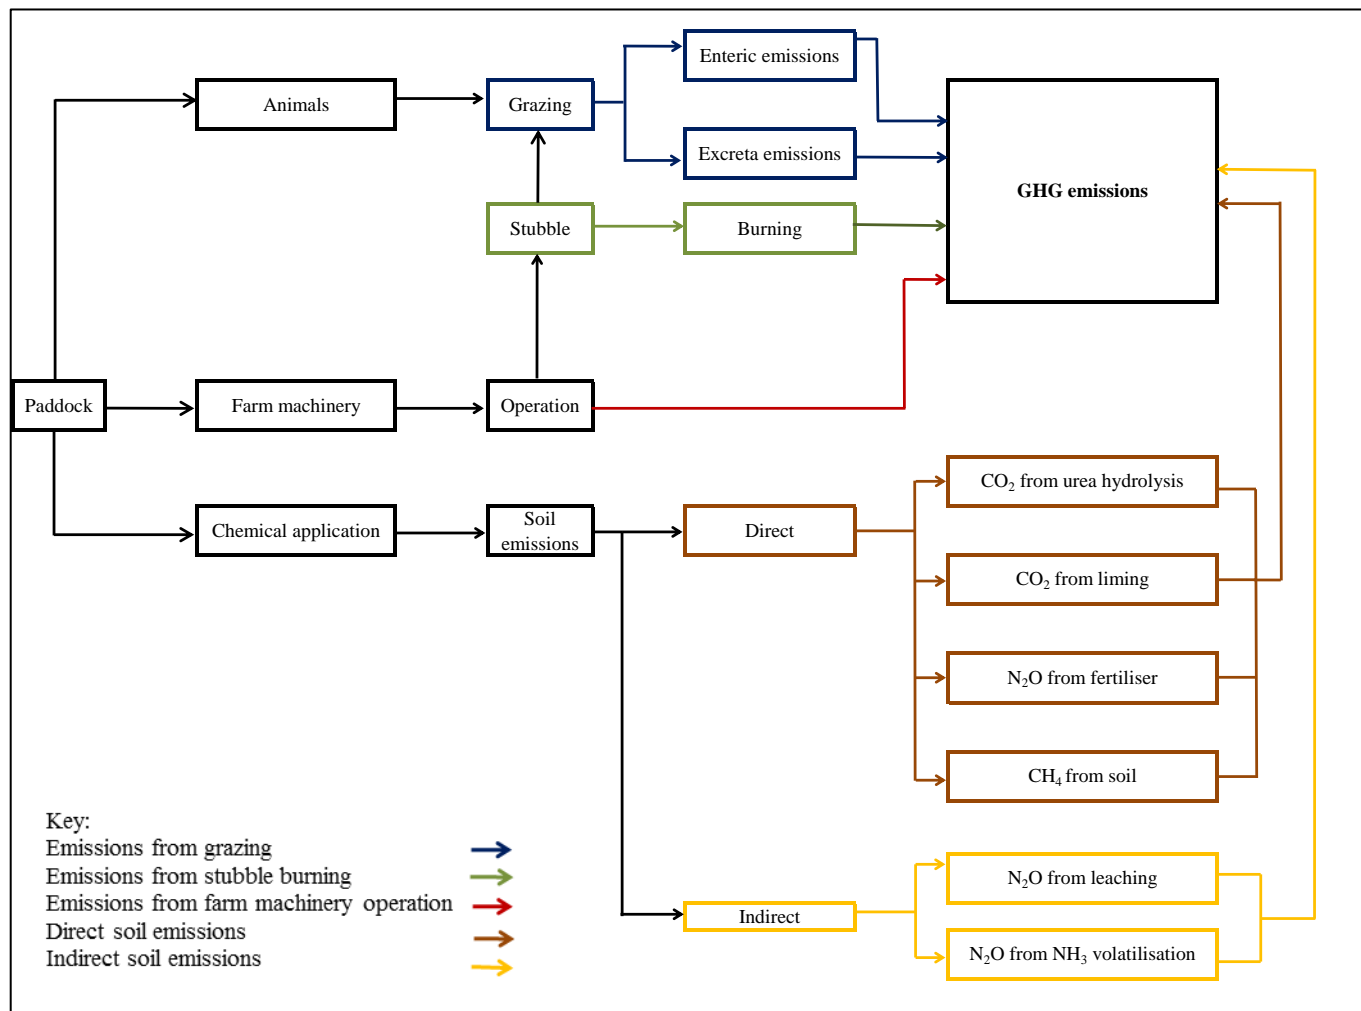 Enteric emissions
Animals
Grazing
Excreta emissions
GHG emissions
Stubble
Burning
Paddock
Farm machinery
Operation
CO₂ from urea hydrolysis
Chemical application
Soil
emissions
Direct
CO₂ from liming
N₂O from fertiliser
CH₄ from soil
Key:
Emissions from grazing
Emissions from stubble burning
Emissions from farm machinery operation
Direct soil emissions
Indirect soil emissions
N₂O from leaching
Indirect
N₂O from NH₃ volatilisation